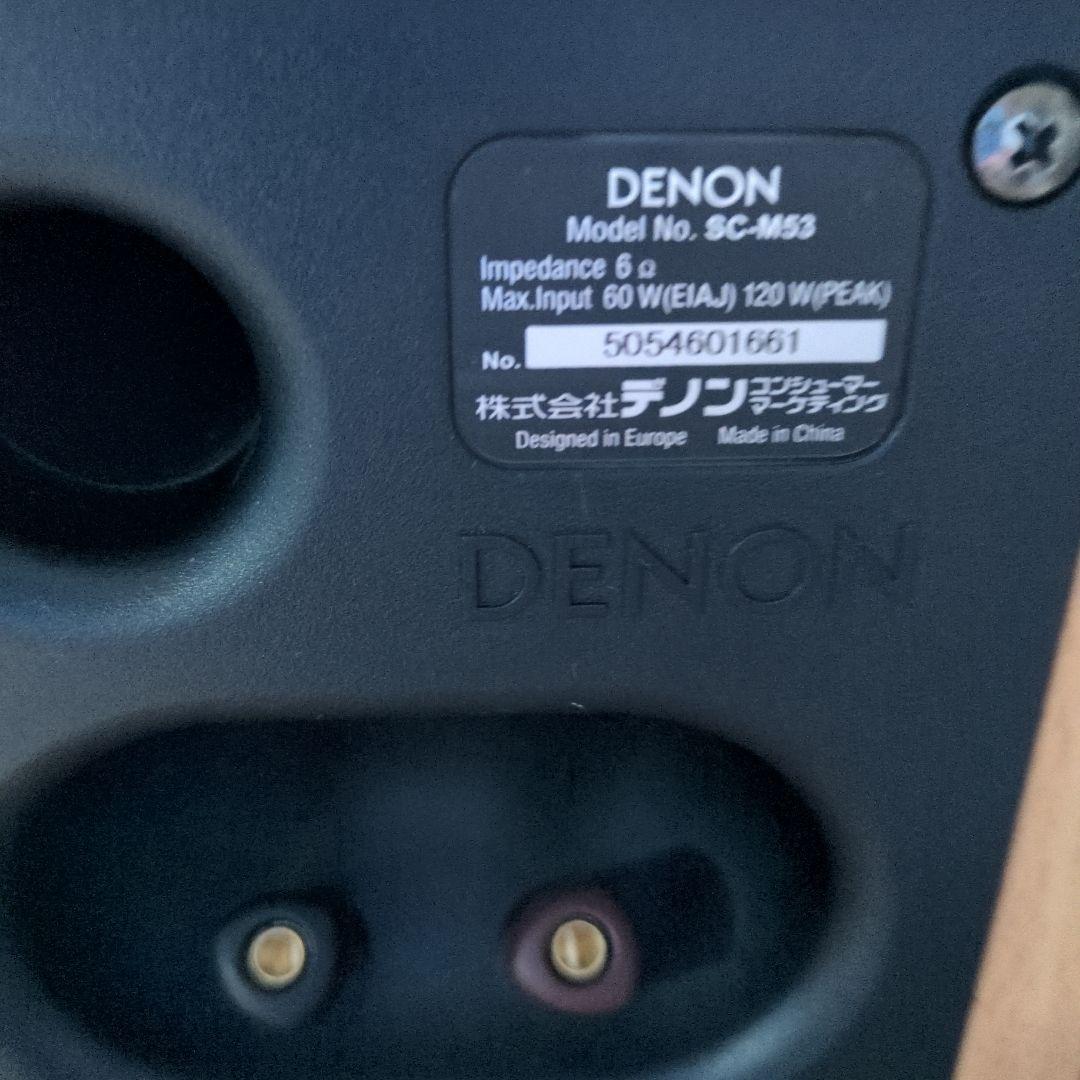 DENON
Model No. SC-M53
Impedance 6 Ω
Max.Input 60 W(EIAJ) 120 W(PEAK)
No. 5054601661
株式会社デノン コンシューマー
マーケティング
Designed in Europe Made in China
DENON